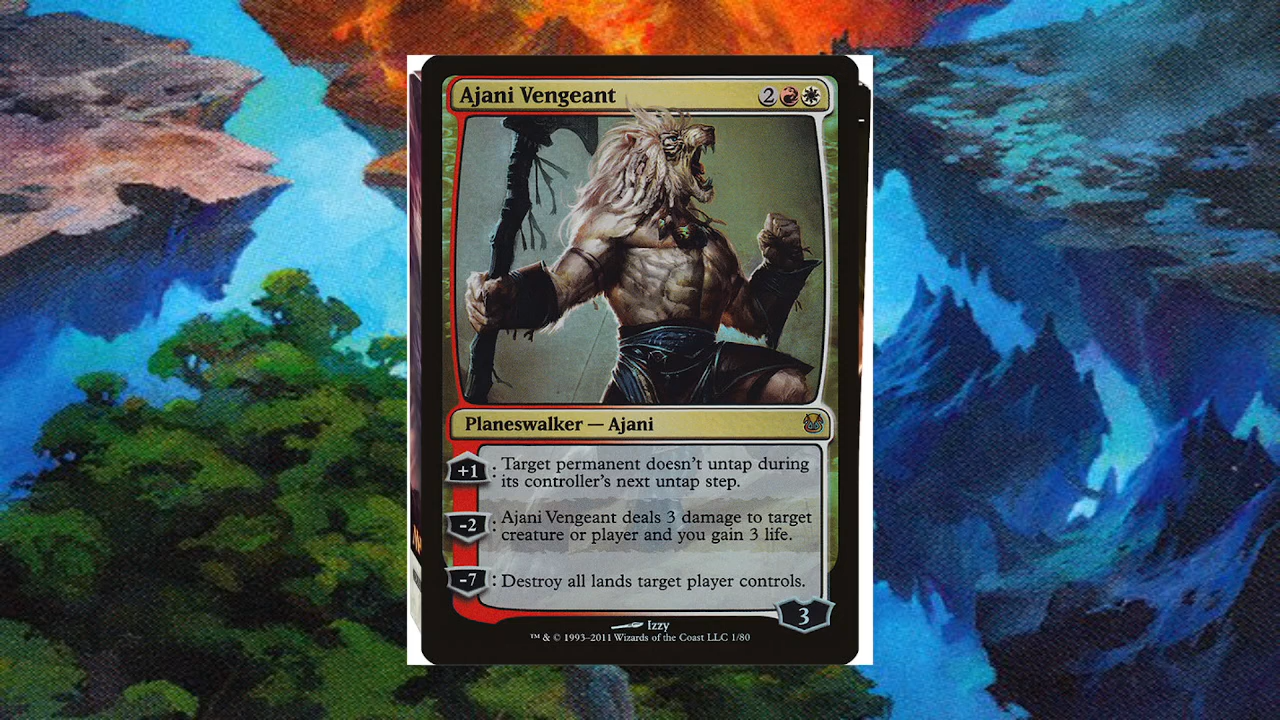 Ajani Vengeant 2
Planeswalker — Ajani
+1 : Target permanent doesn't untap during
its controller's next untap step.
-2 : Ajani Vengeant deals 3 damage to target
creature or player and you gain 3 life.
-7 : Destroy all lands target player controls.
3
Izzy
™ & © 1993–2011 Wizards of the Coast LLC 1/80